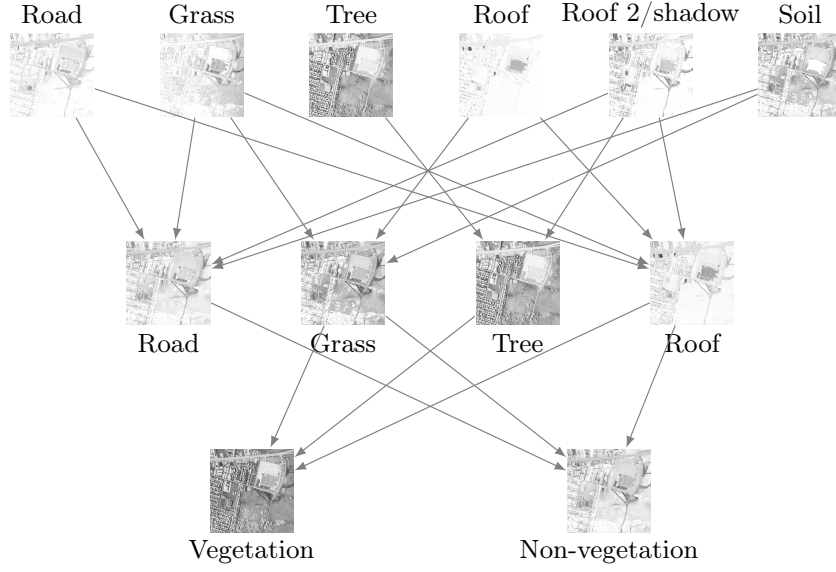 Road Grass Tree Roof Roof 2/shadow Soil
Road Grass Tree Roof
Vegetation Non-vegetation